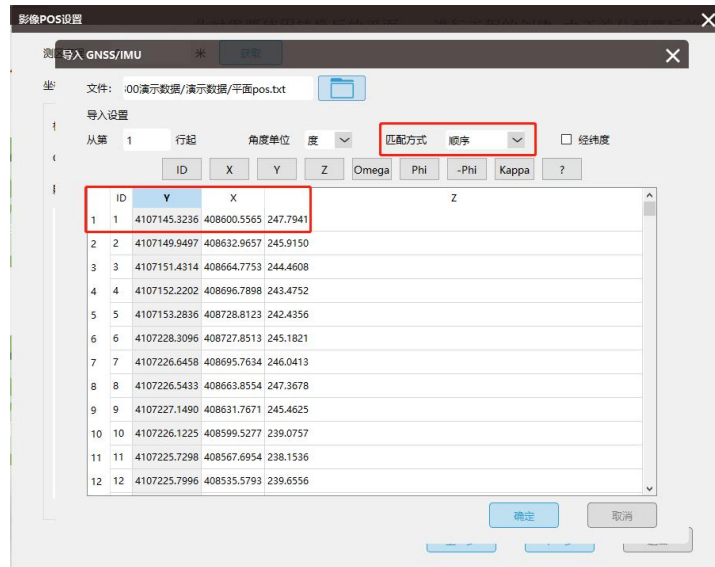 影像POS设置
导入 GNSS/IMU
文件: 00演示数据/演示数据/平面pos.txt
导入设置
从第 1 行起 角度单位 度 匹配方式 顺序 经纬度
ID X Y Z Omega Phi -Phi Kappa ?
ID Y X Z
1 1 4107145.3236 408600.5565 247.7941
2 2 4107149.9497 408632.9657 245.9150
3 3 4107151.4314 408664.7753 244.4608
4 4 4107152.2202 408696.7898 243.4752
5 5 4107153.2836 408728.8123 242.4356
6 6 4107228.3096 408727.8513 245.1821
7 7 4107226.6458 408695.7634 246.0413
8 8 4107226.5433 408663.8554 247.3678
9 9 4107227.1490 408631.7671 245.4625
10 10 4107226.1225 408599.5277 239.0757
11 11 4107225.7298 408567.6954 238.1536
12 12 4107225.7996 408535.5793 239.6556
确定 取消